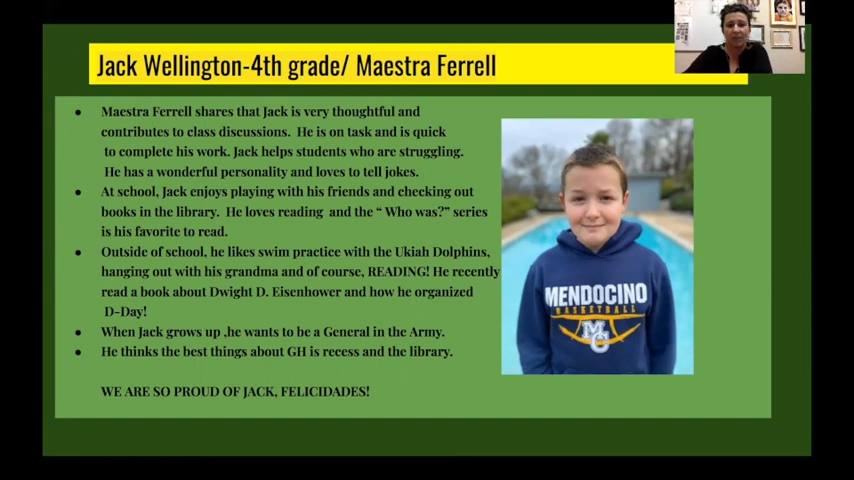 Jack Wellington-4th grade/ Maestra Ferrell
● Maestra Ferrell shares that Jack is very thoughtful and
contributes to class discussions. He is on task and is quick
to complete his work. Jack helps students who are struggling.
He has a wonderful personality and loves to tell jokes.
● At school, Jack enjoys playing with his friends and checking out
books in the library. He loves reading and the “ Who was?” series
is his favorite to read.
● Outside of school, he likes swim practice with the Ukiah Dolphins,
hanging out with his grandma and of course, READING! He recently
read a book about Dwight D. Eisenhower and how he organized
D-Day!
● When Jack grows up ,he wants to be a General in the Army.
● He thinks the best things about GH is recess and the library.
WE ARE SO PROUD OF JACK, FELICIDADES!
MENDOCINO
BASKETBALL
MC